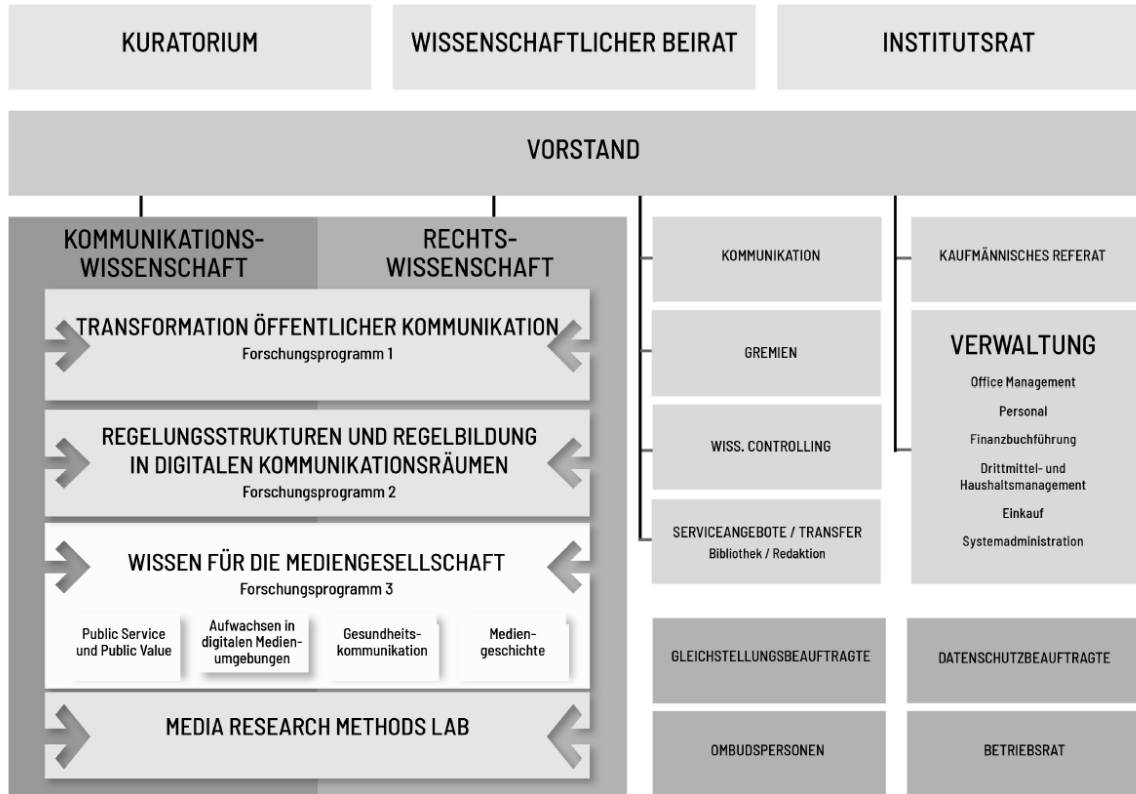 KURATORIUM
WISSENSCHAFTLICHER BEIRAT
INSTITUTSRAT
VORSTAND
KOMMUNIKATIONS-
WISSENSCHAFT
RECHTS-
WISSENSCHAFT
TRANSFORMATION ÖFFENTLICHER KOMMUNIKATION
Forschungsprogramm 1
REGELUNGSSTRUKTUREN UND REGELBILDUNG
IN DIGITALEN KOMMUNIKATIONSRÄUMEN
Forschungsprogramm 2
WISSEN FÜR DIE MEDIENGESELLSCHAFT
Forschungsprogramm 3
Public Service
und Public Value
Aufwachsen in
digitalen Medien-
umgebungen
Gesundheits-
kommunikation
Medien-
geschichte
MEDIA RESEARCH METHODS LAB
KOMMUNIKATION
GREMIEN
WISS. CONTROLLING
SERVICEANGEBOTE / TRANSFER
Bibliothek / Redaktion
KAUFMÄNNISCHES REFERAT
VERWALTUNG
Office Management
Personal
Finanzbuchführung
Drittmittel- und
Haushaltsmanagement
Einkauf
Systemadministration
GLEICHSTELLUNGSBEAUFTRAGTE
DATENSCHUTZBEAUFTRAGTE
OMBUDSPERSONEN
BETRIEBSRAT